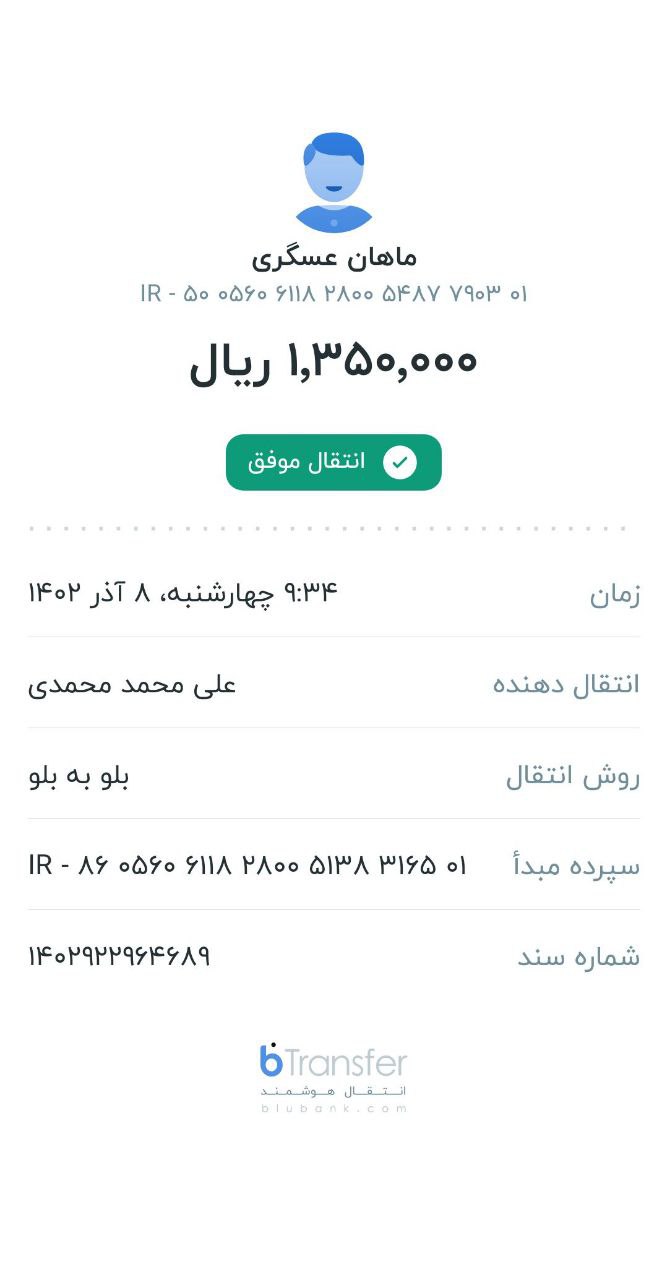 ماهان عسگری
IR - ۵۰ ۰۵۶۰ ۶۱۱۸ ۲۸۰۰ ۵۴۸۷ ۷۹۰۳ ۰۱
۱,۳۵۰,۰۰۰ ریال
انتقال موفق
زمان ۹:۳۴ چهارشنبه، ۸ آذر ۱۴۰۲
انتقال دهنده علی محمد محمدی
روش انتقال بلو به بلو
سپرده مبدأ IR - ۸۶ ۰۵۶۰ ۶۱۱۸ ۲۸۰۰ ۵۱۳۸ ۳۱۶۵ ۰۱
شماره سند ۱۴۰۲۹۲۲۹۶۴۶۸۹
bTransfer
انـتـقـال هـوشـمـنـد
blubank.com